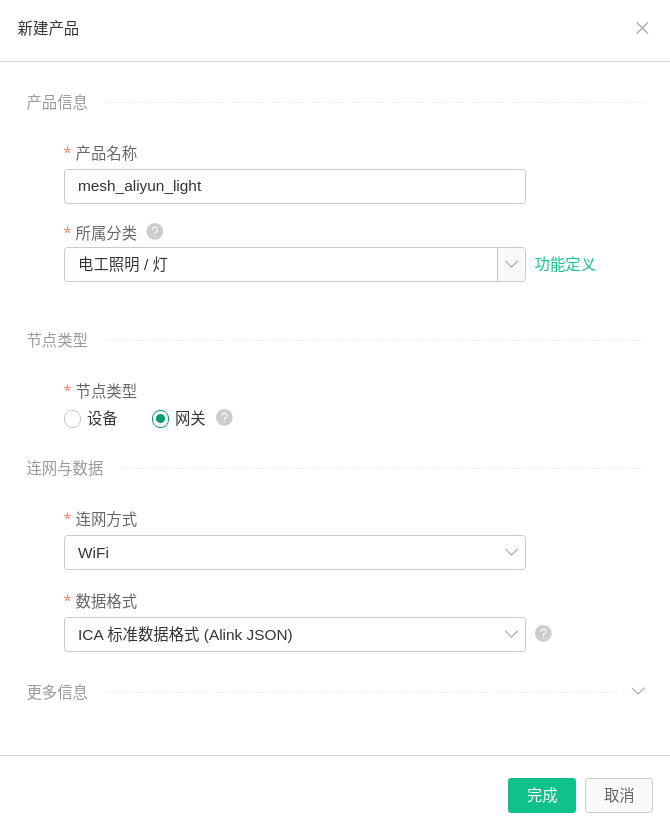 新建产品
产品信息
* 产品名称
mesh_aliyun_light
* 所属分类 ?
电工照明 / 灯
功能定义
节点类型
* 节点类型
设备 网关 ?
连网与数据
* 连网方式
WiFi
* 数据格式
ICA 标准数据格式 (Alink JSON) ?
更多信息
完成 取消